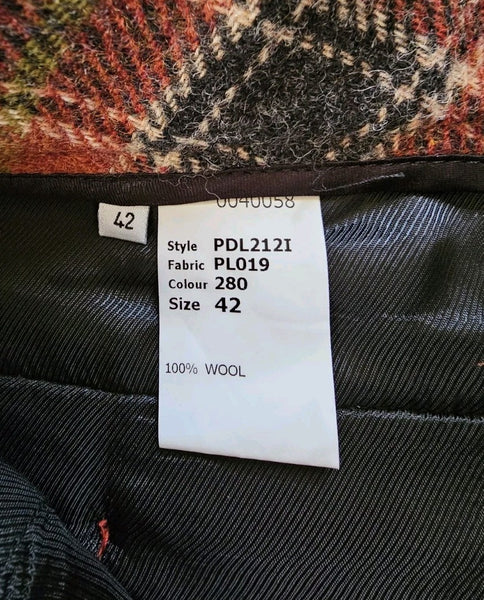 0040058
42
Style PDL212I
Fabric PL019
Colour 280
Size 42
100% WOOL